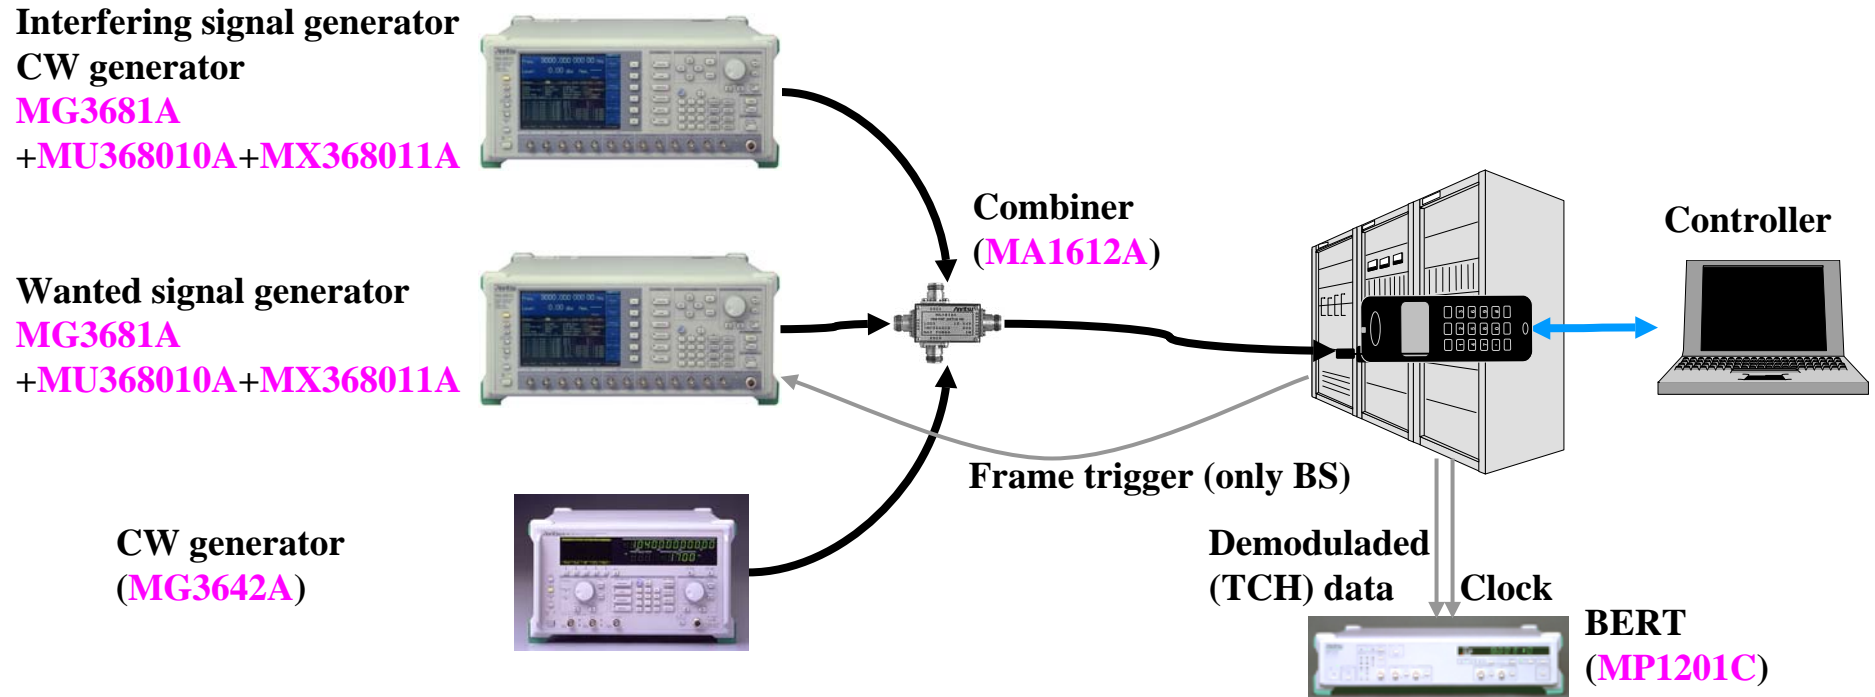 Interfering signal generator
CW generator
MG3681A
+MU368010A+MX368011A
Combiner
(MA1612A)
Controller
Wanted signal generator
MG3681A
+MU368010A+MX368011A
Frame trigger (only BS)
CW generator
(MG3642A)
Demoduladed
(TCH) data
Clock
BERT
(MP1201C)